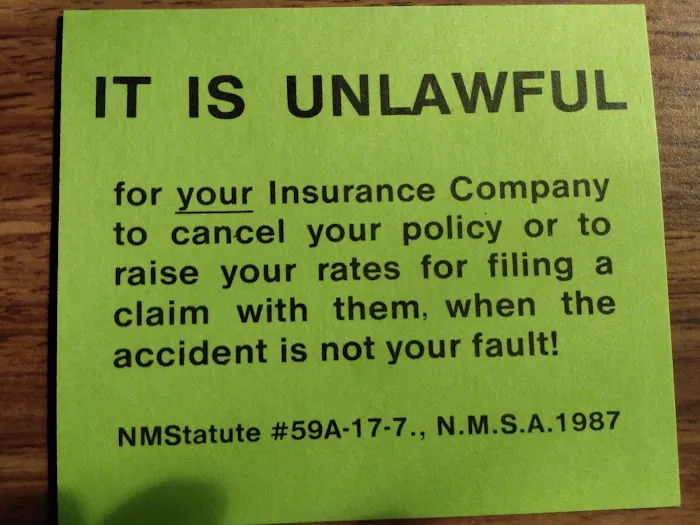 IT IS UNLAWFUL
for your Insurance Company
to cancel your policy or to
raise your rates for filing a
claim with them, when the
accident is not your fault!
NMStatute #59A-17-7., N.M.S.A.1987